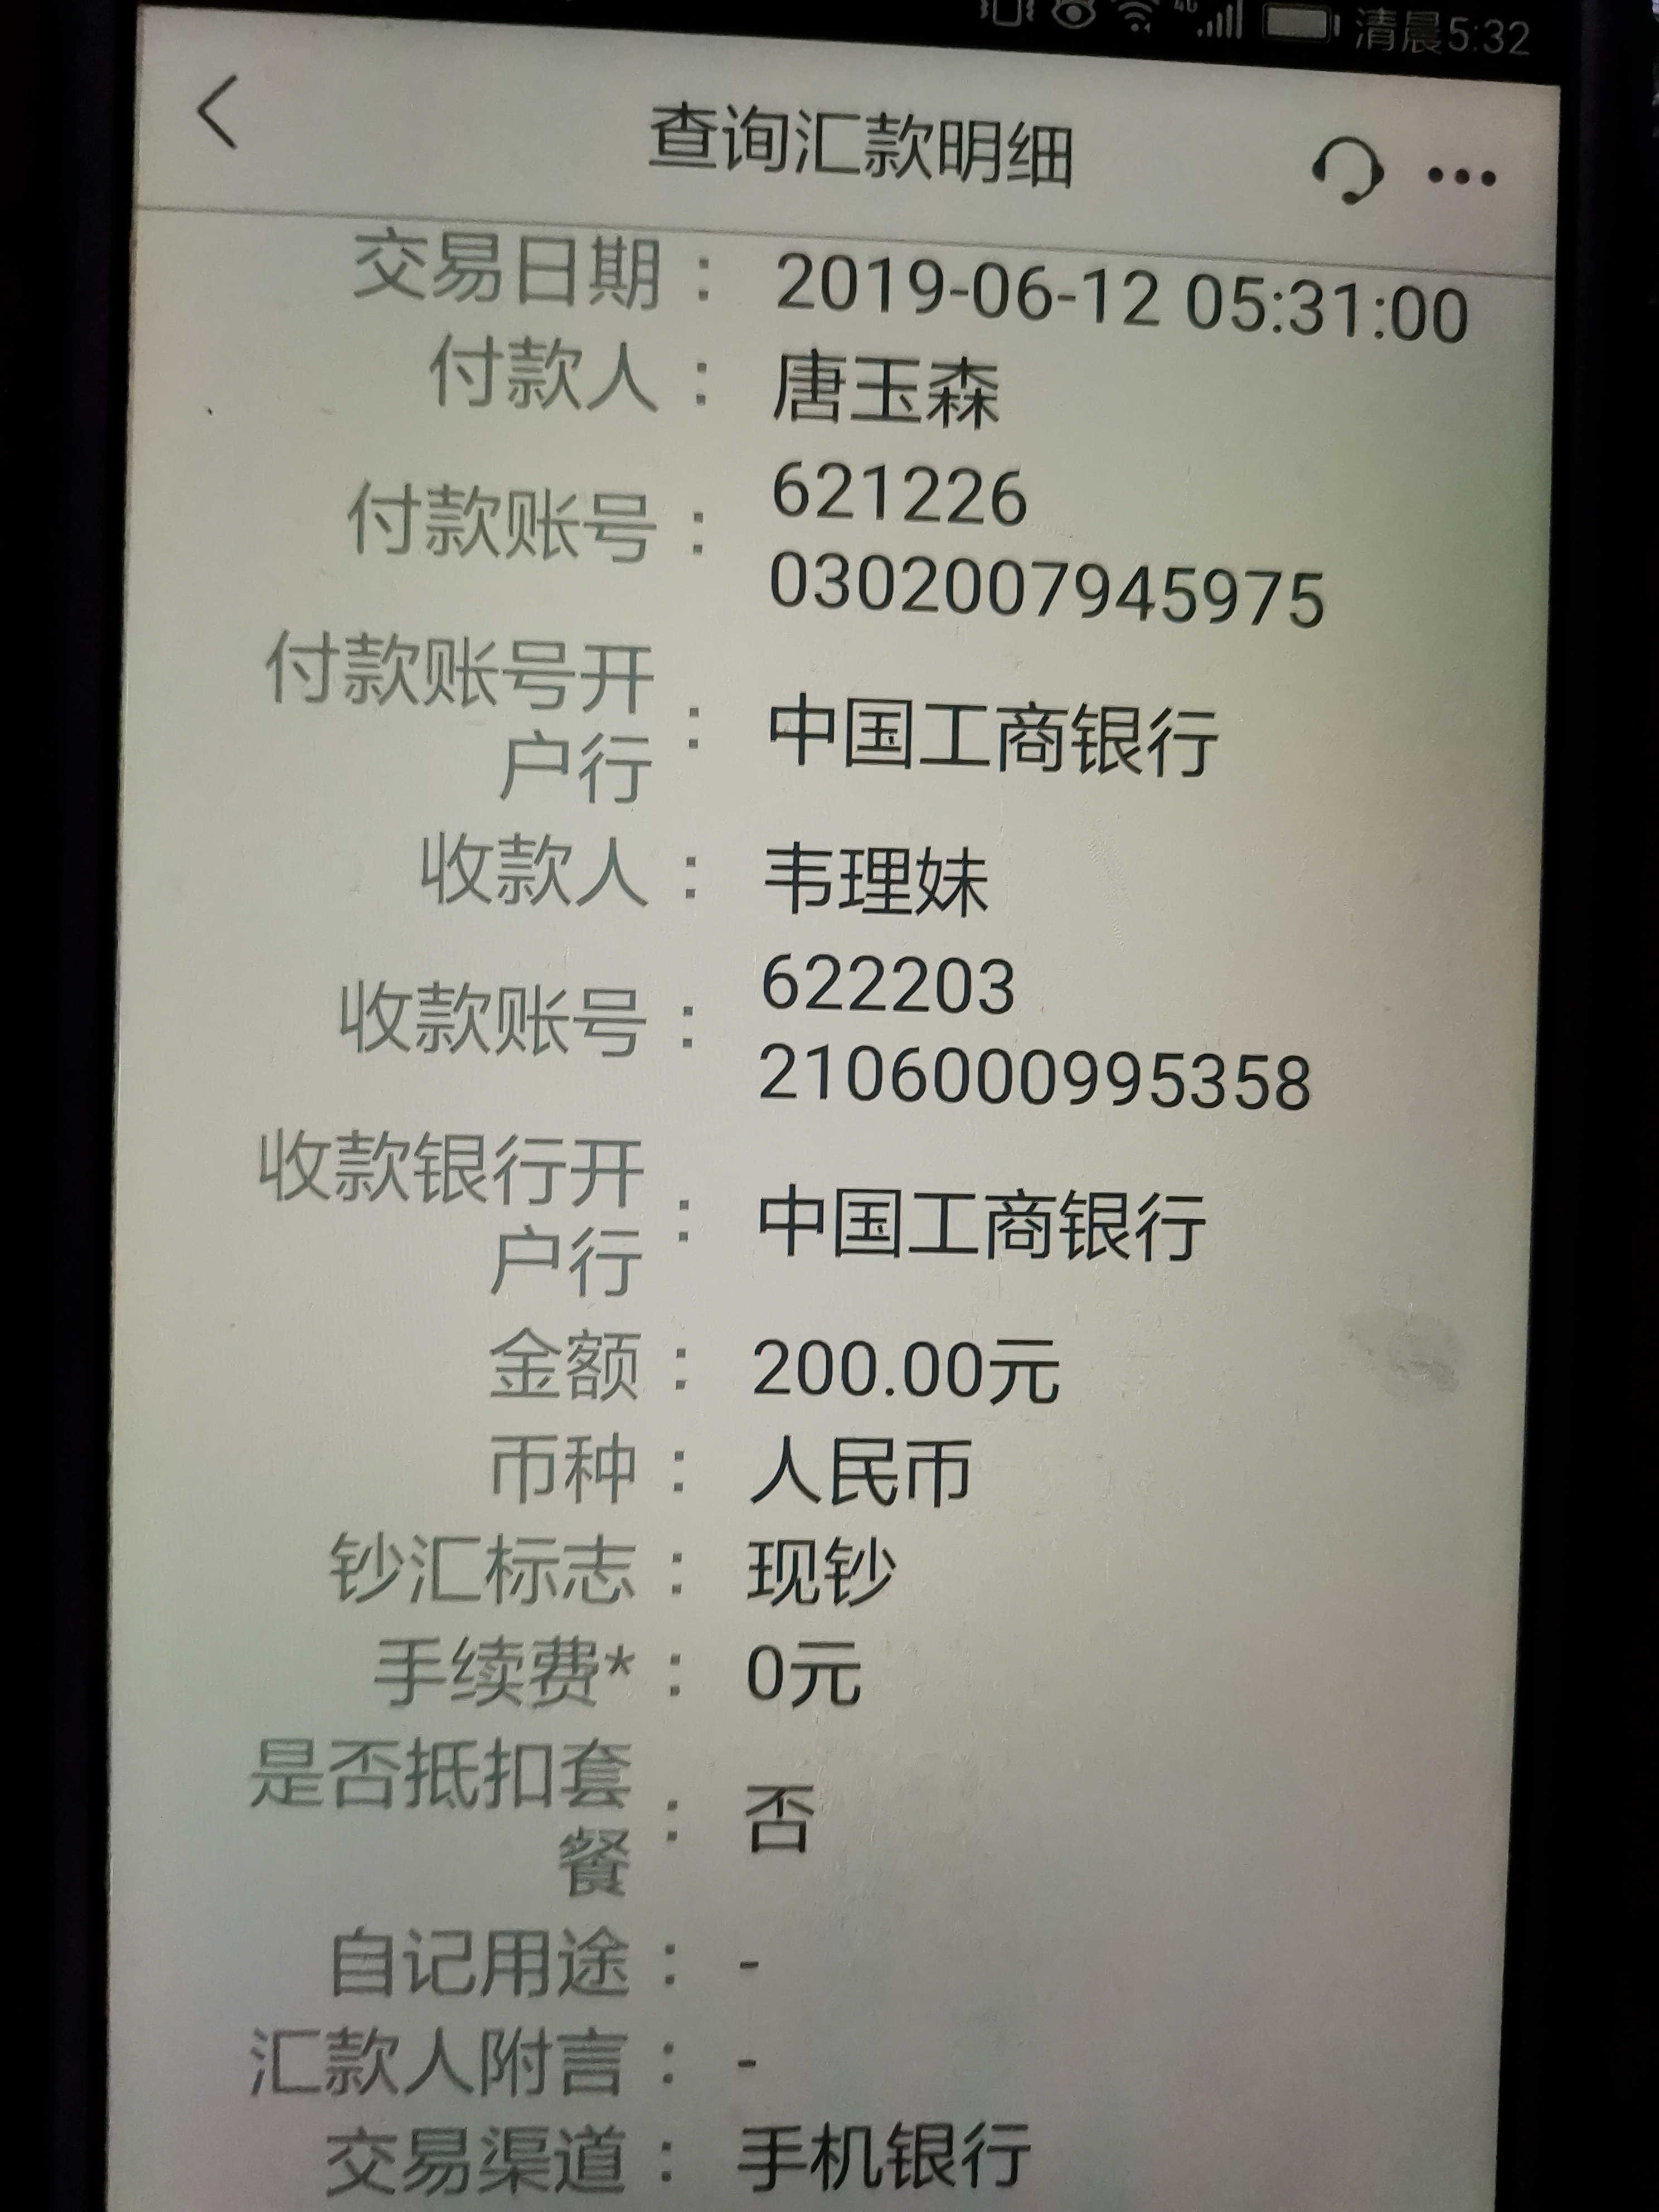 4G 清晨5:32
查询汇款明细
交易日期： 2019-06-12 05:31:00
付款人： 唐玉森
付款账号： 621226
0302007945975
付款账号开
户行： 中国工商银行
收款人： 韦理妹
收款账号： 622203
2106000995358
收款银行开
户行： 中国工商银行
金额： 200.00元
币种： 人民币
钞汇标志： 现钞
手续费*： 0元
是否抵扣套
餐： 否
自记用途： -
汇款人附言： -
交易渠道： 手机银行